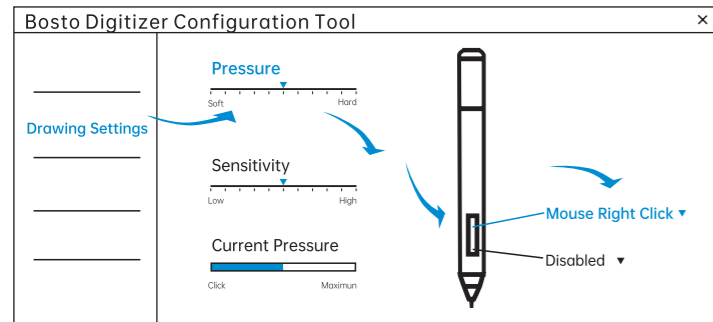 Bosto Digitizer Configuration Tool ×
Drawing Settings
Pressure
Soft Hard
Sensitivity
Low High
Current Pressure
Click Maximun
Mouse Right Click ▼
Disabled ▼